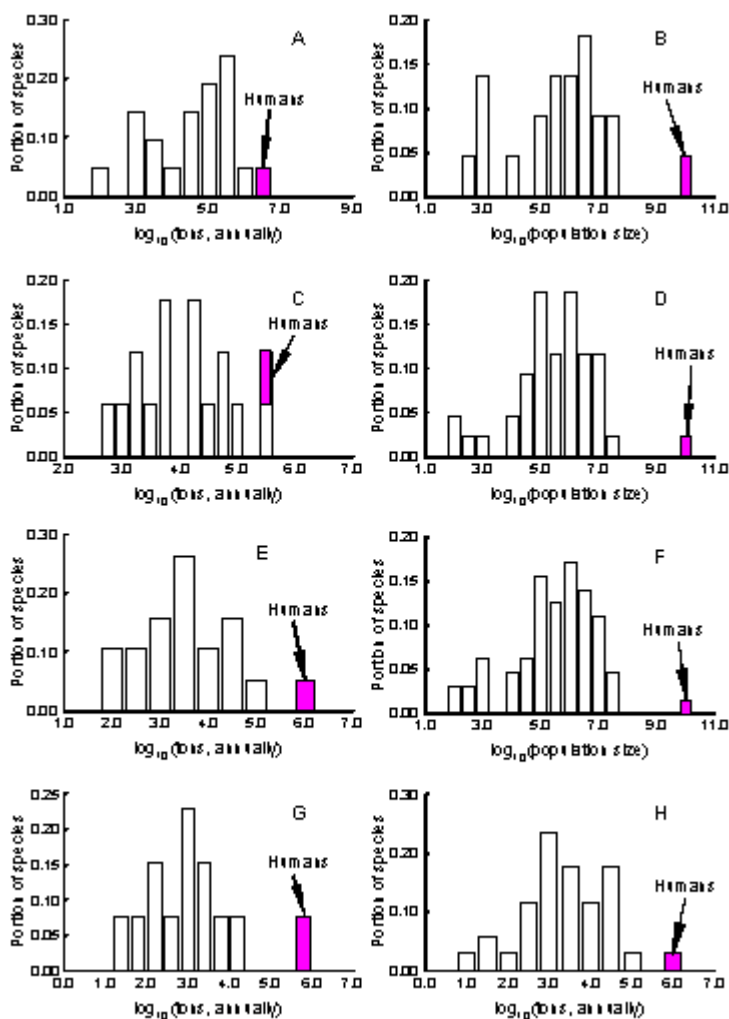 A
Portion of species
0.30
0.20
0.10
0.00
Humans
1.0 3.0 5.0 7.0 9.0
log10(tons, annually)
B
Portion of species
0.20
0.15
0.10
0.05
0.00
Humans
1.0 3.0 5.0 7.0 9.0 11.0
log10(population size)
C
Portion of species
0.20
0.15
0.10
0.05
0.00
Humans
2.0 3.0 4.0 5.0 6.0 7.0
log10(tons, annually)
D
Portion of species
0.20
0.15
0.10
0.05
0.00
Humans
1.0 3.0 5.0 7.0 9.0 11.0
log10(population size)
E
Portion of species
0.30
0.20
0.10
0.00
Humans
1.0 2.0 3.0 4.0 5.0 6.0 7.0
log10(tons, annually)
F
Portion of species
0.20
0.15
0.10
0.05
0.00
Humans
1.0 3.0 5.0 7.0 9.0 11.0
log10(population size)
G
Portion of species
0.25
0.20
0.15
0.10
0.05
0.00
Humans
0.0 1.0 2.0 3.0 4.0 5.0 6.0 7.0
log10(tons, annually)
H
Portion of species
0.30
0.20
0.10
0.00
Humans
0.0 1.0 2.0 3.0 4.0 5.0 6.0 7.0
log10(tons, annually)